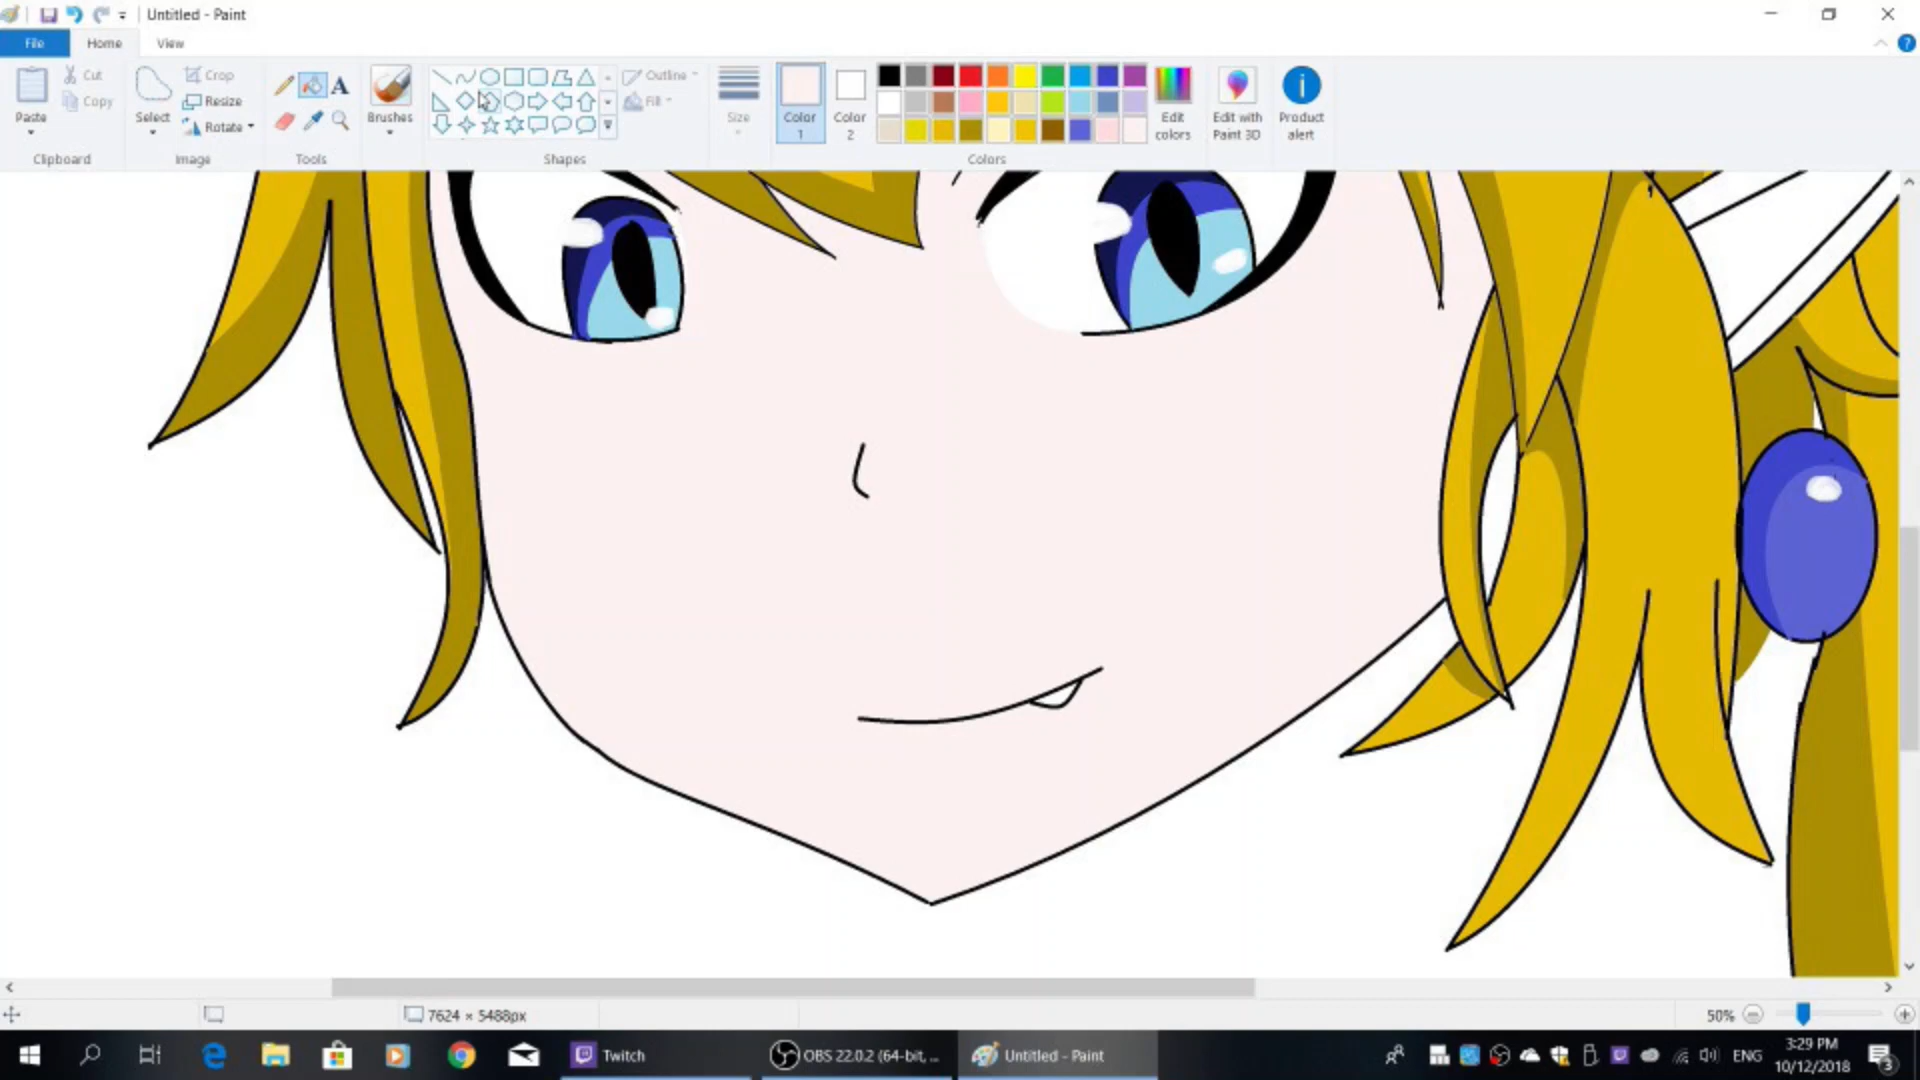 Untitled - Paint
File Home View
Paste
Cut
Copy
Clipboard
Select
Crop
Resize
Rotate
Image
A
Tools
Brushes
Shapes
Outline
Fill
Size
Color 1
Color 2
Colors
Edit colors
Edit with Paint 3D
Product alert
7624 × 5488px
50%
Twitch
OBS 22.0.2 (64-bit, ...
Untitled - Paint
ENG
3:29 PM
10/12/2018
3